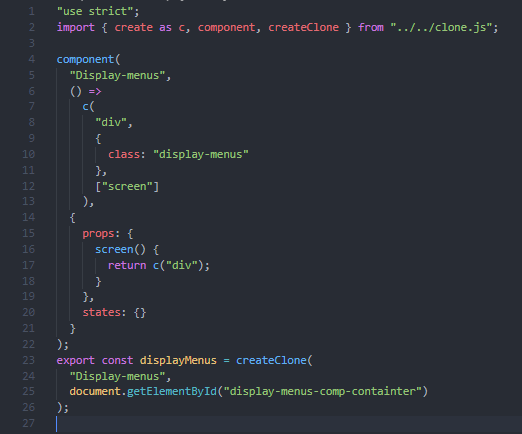 1 "use strict";
2 import { create as c, component, createClone } from "../../clone.js";
3
4 component(
5 "Display-menus",
6 () =>
7 c(
8 "div",
9 {
10 class: "display-menus"
11 },
12 ["screen"]
13 ),
14 {
15 props: {
16 screen() {
17 return c("div");
18 }
19 },
20 states: {}
21 }
22 );
23 export const displayMenus = createClone(
24 "Display-menus",
25 document.getElementById("display-menus-comp-containter")
26 );
27